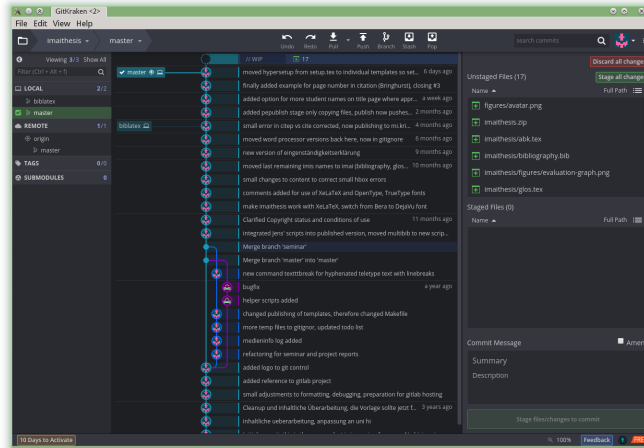 GitKraken <2>
File Edit View Help
imaithesis master
Undo Redo Pull Push Branch Stash Pop
search commits
Viewing 3/3 Show All
Filter (Ctrl + Alt + f)
LOCAL 2/2
biblatex
master
REMOTE 1/1
origin
master
TAGS 0/0
SUBMODULES 0
// WIP 17
master moved hypersetup from setup.tex to individual templates so set... 6 days ago
finally added example for page number in citation (Bringhurst), closing #3
added option for more student names on title page where appr... a week ago
added pepublish stage only copying files, publish now pushes... 2 months ago
biblatex small error in citep vs cite corrected, now publishing to mi.kri... 4 months ago
moved word processor versions back here, now in gitignore 6 months ago
new version of eingenständigkeitserklärung 9 months ago
moved last remaining imis names to imai (bibliography, glos... 10 months ago
small changes to content to correct small hbox errors
comments added for use of XeLaTeX and OpenType, TrueType fonts
make imaithesis work with XeLaTeX, switch from Bera to DejaVu font
Clarified Copyright status and conditions of use 11 months ago
integrated Jens' scripts into published version, moved multibib to new scrip...
Merge branch 'seminar'
Merge branch 'master' into 'master'
new command texttttbreak for hyphenated teletype text with linebreaks
bugfix a year ago
helper scripts added
changed publishing of templates, therefore changed Makefile
more temp files to gitignor, updated todo list
medieninfo log added
refactoring for seminar and project reports
added logo to git control
added reference to gitlab project
small adjustments to formatting, debugging, preparation for gitlab hosting
Cleanup und inhaltliche Überarbeitung, die Vorlage sollte jetzt f... 3 years ago
inhaltliche ueberarbeitung, anpassung an uni hl
Discard all change
Unstaged Files (17) Stage all change
Name Full Path
figures/avatar.png
imaithesis.zip
imaithesis/abk.tex
imaithesis/bibliography.bib
imaithesis/figures/evaluation-graph.png
imaithesis/glos.tex
Staged Files (0)
Name Full Path
Commit Message Amen
Summary
Description
Stage files/changes to commit
10 Days to Activate
100% Feedback FREE